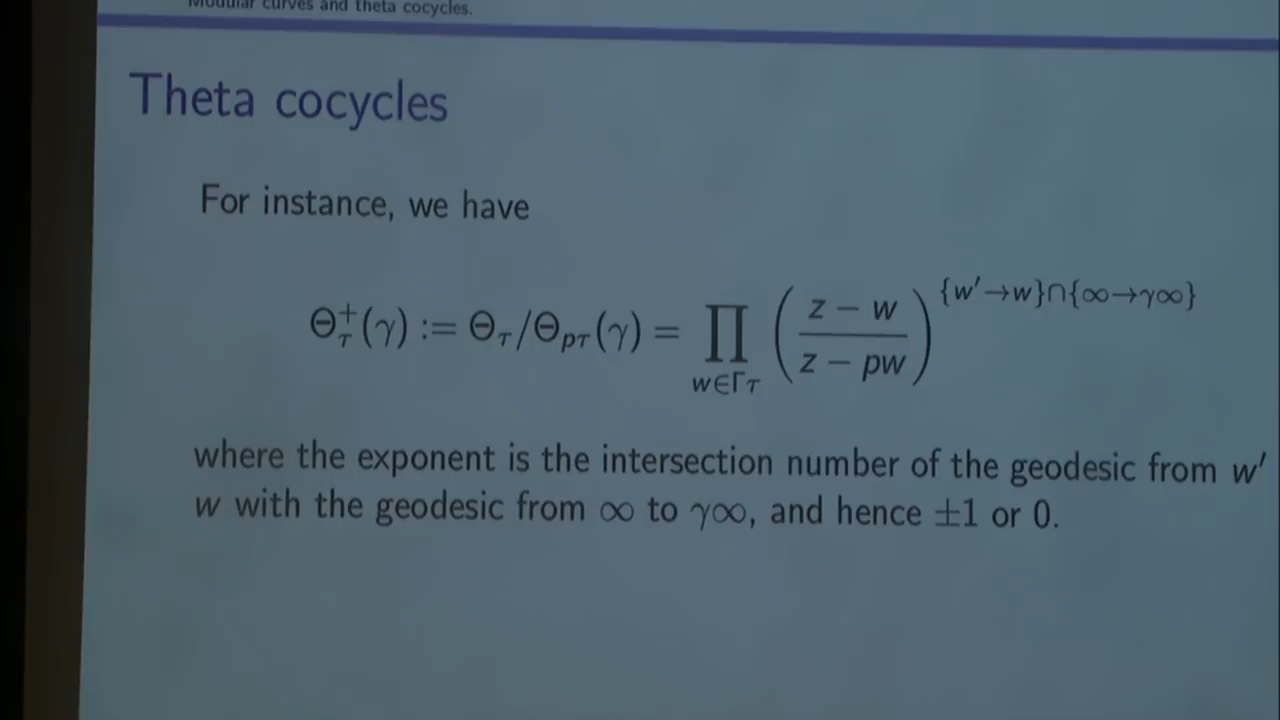 Modular curves and theta cocycles.
Theta cocycles
For instance, we have
Θ⁺_τ(γ) := Θ_τ/Θ_{pτ}(γ) = ∏_{w∈Γτ} ((z − w)/(z − pw))^{{w′→w}∩{∞→γ∞}}
where the exponent is the intersection number of the geodesic from w′
w with the geodesic from ∞ to γ∞, and hence ±1 or 0.